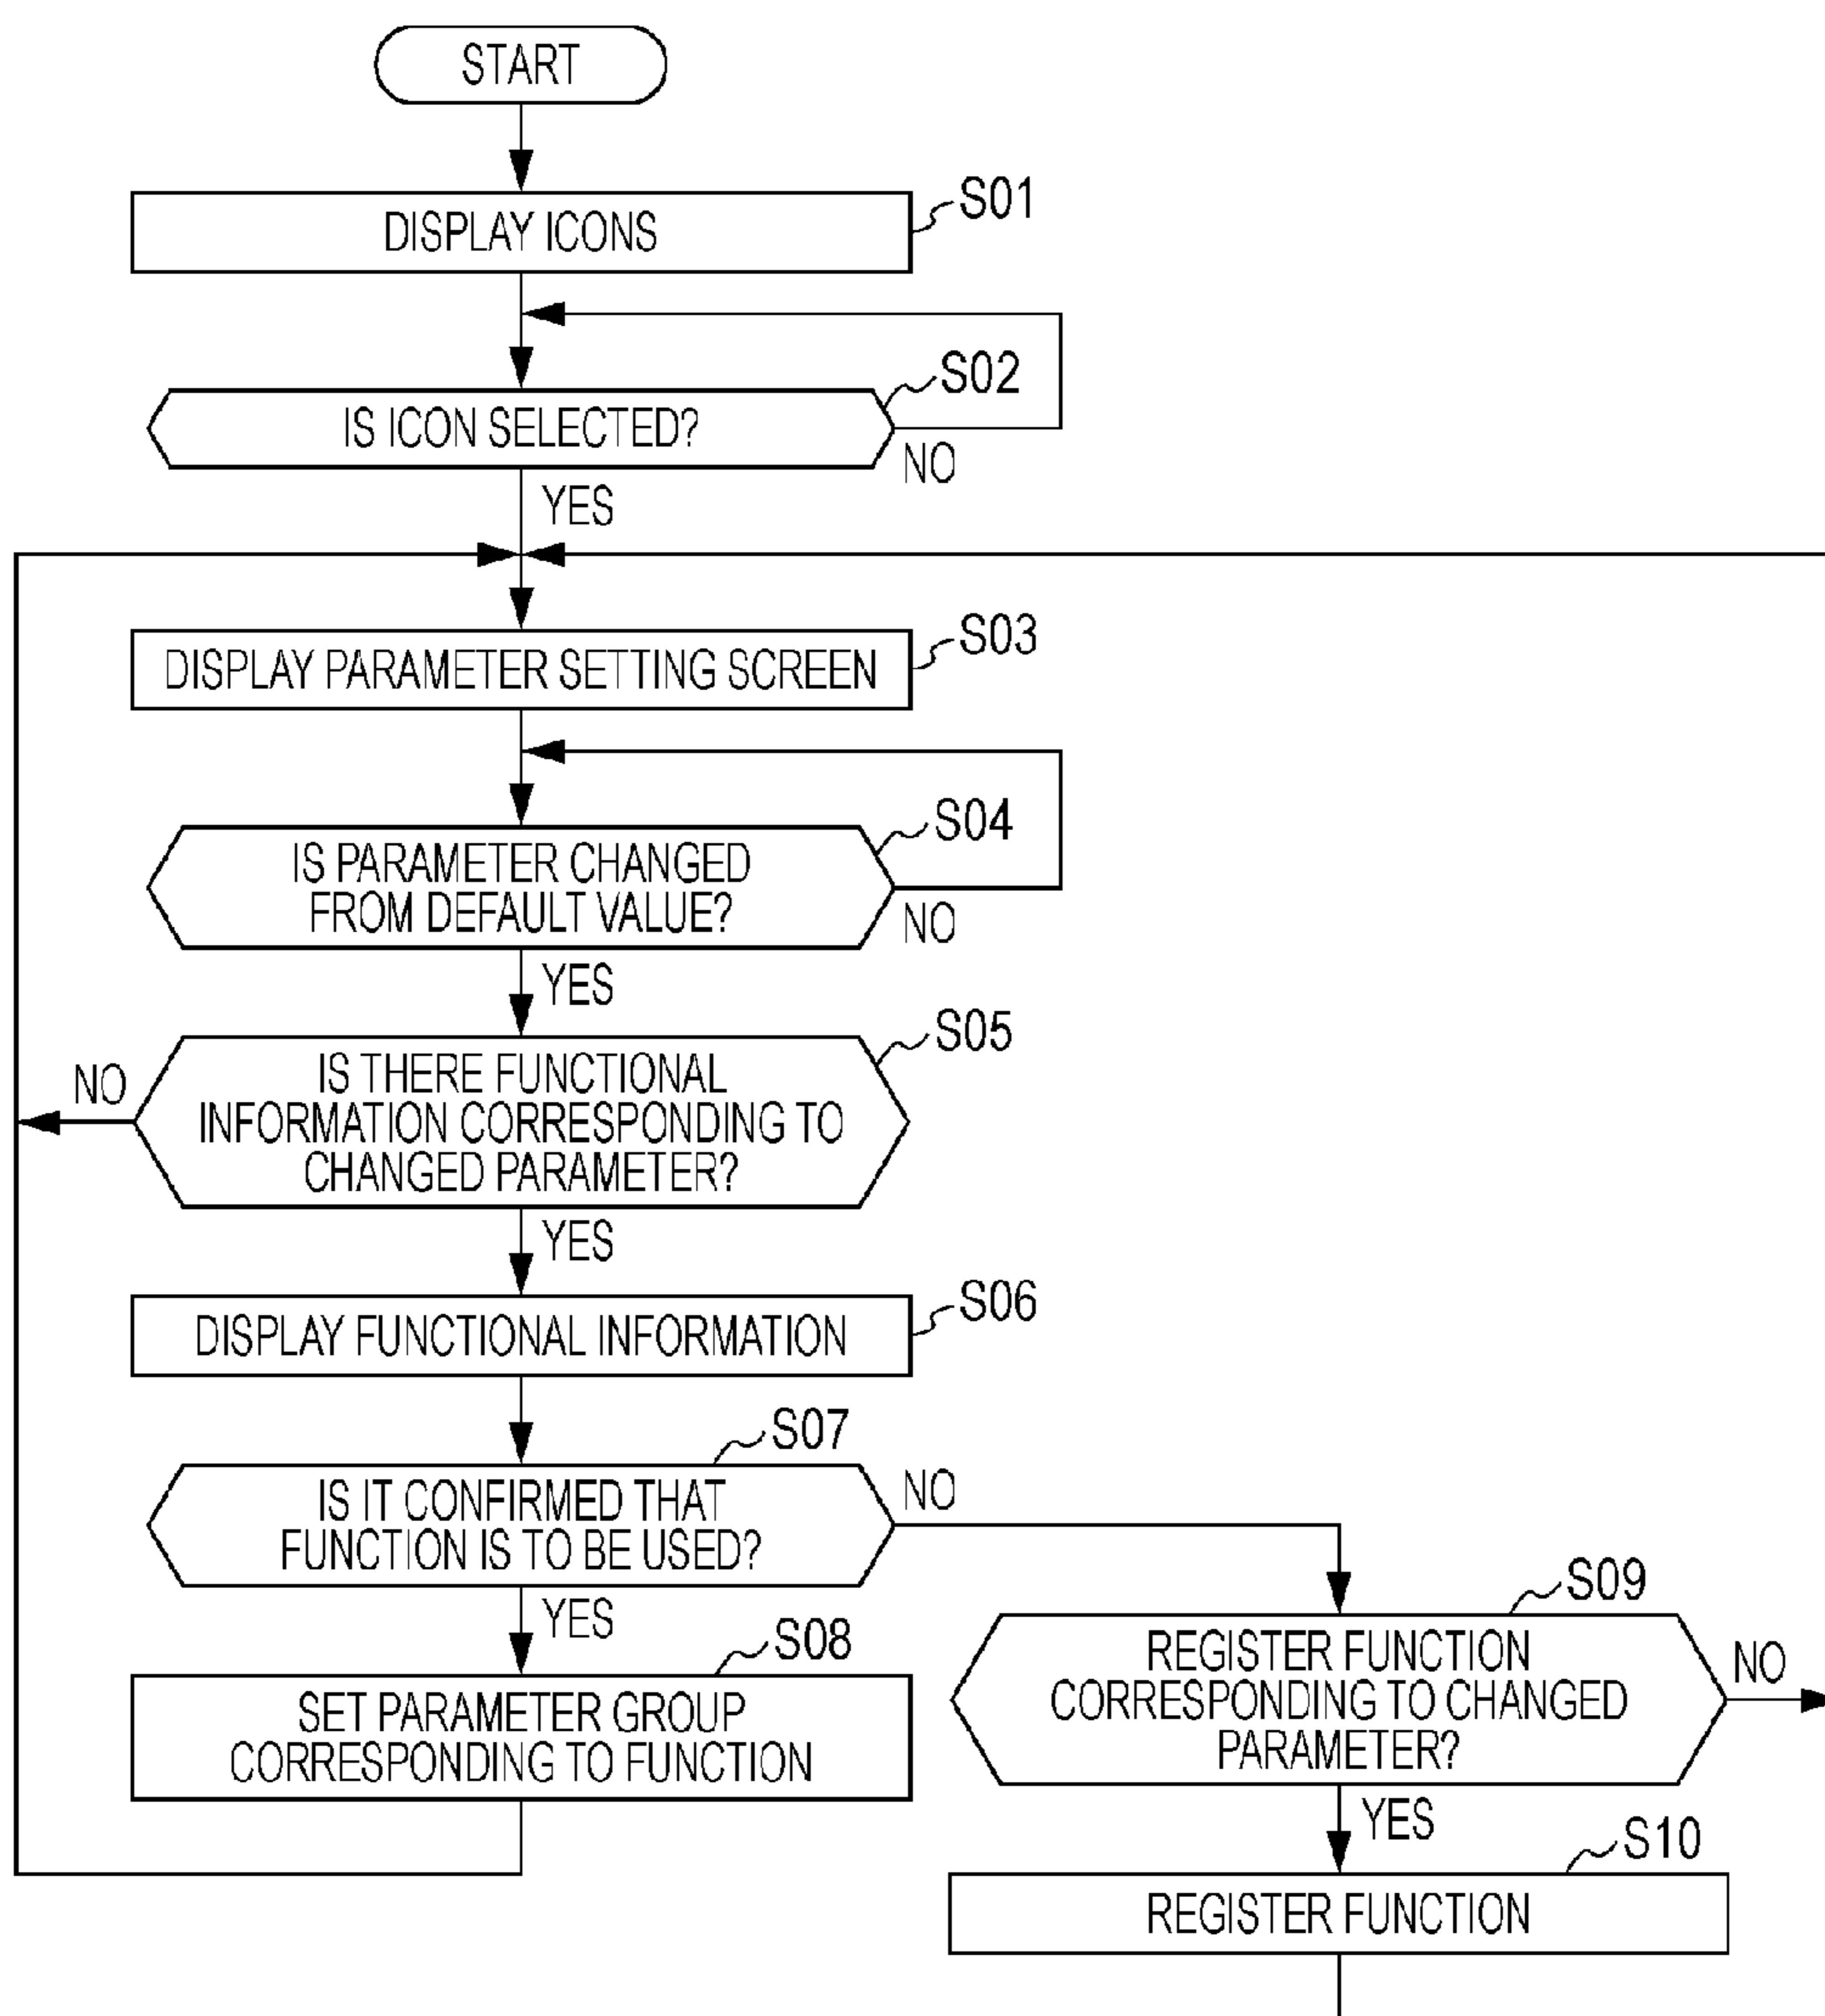 START
S01
DISPLAY ICONS
S02
IS ICON SELECTED?
NO
YES
S03
DISPLAY PARAMETER SETTING SCREEN
S04
IS PARAMETER CHANGED
FROM DEFAULT VALUE?
NO
YES
S05
NO
IS THERE FUNCTIONAL
INFORMATION CORRESPONDING TO
CHANGED PARAMETER?
YES
S06
DISPLAY FUNCTIONAL INFORMATION
S07
IS IT CONFIRMED THAT
FUNCTION IS TO BE USED?
NO
YES
S08
SET PARAMETER GROUP
CORRESPONDING TO FUNCTION
S09
REGISTER FUNCTION
CORRESPONDING TO CHANGED
PARAMETER?
NO
YES
S10
REGISTER FUNCTION